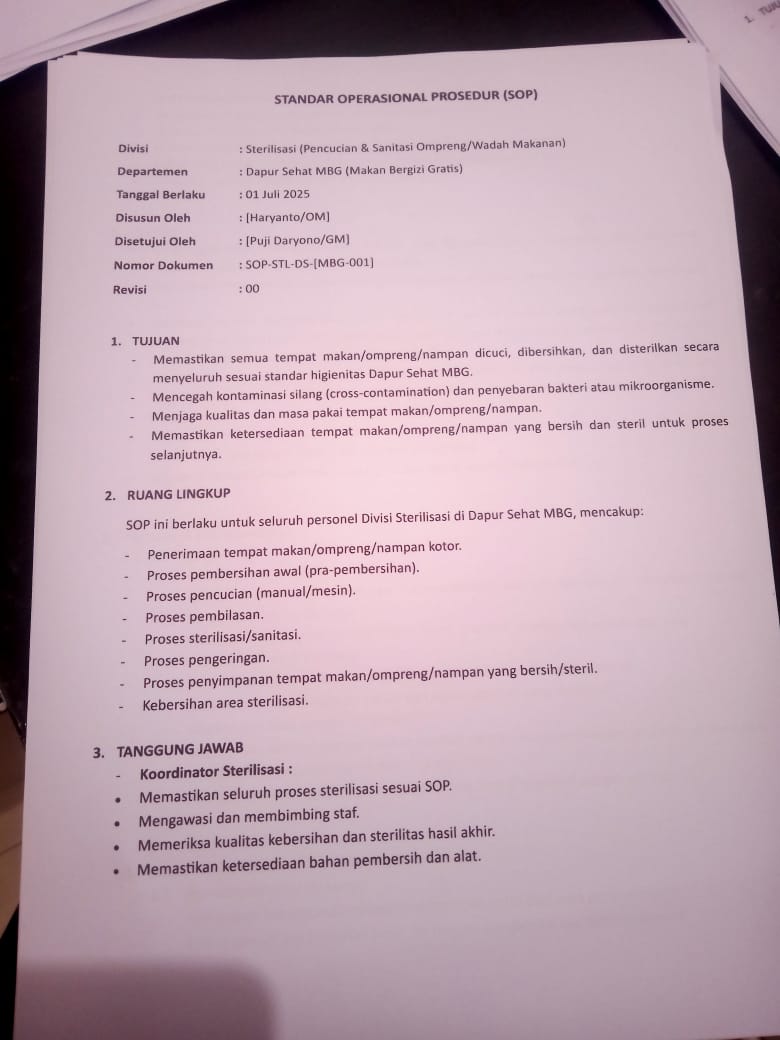 1. TUJU
STANDAR OPERASIONAL PROSEDUR (SOP)
Divisi : Sterilisasi (Pencucian & Sanitasi Ompreng/Wadah Makanan)
Departemen : Dapur Sehat MBG (Makan Bergizi Gratis)
Tanggal Berlaku : 01 Juli 2025
Disusun Oleh : [Haryanto/OM]
Disetujui Oleh : [Puji Daryono/GM]
Nomor Dokumen : SOP-STL-DS-[MBG-001]
Revisi : 00
1. TUJUAN
- Memastikan semua tempat makan/ompreng/nampan dicuci, dibersihkan, dan disterilkan secara
menyeluruh sesuai standar higienitas Dapur Sehat MBG.
- Mencegah kontaminasi silang (cross-contamination) dan penyebaran bakteri atau mikroorganisme.
- Menjaga kualitas dan masa pakai tempat makan/ompreng/nampan.
- Memastikan ketersediaan tempat makan/ompreng/nampan yang bersih dan steril untuk proses
selanjutnya.
2. RUANG LINGKUP
SOP ini berlaku untuk seluruh personel Divisi Sterilisasi di Dapur Sehat MBG, mencakup:
- Penerimaan tempat makan/ompreng/nampan kotor.
- Proses pembersihan awal (pra-pembersihan).
- Proses pencucian (manual/mesin).
- Proses pembilasan.
- Proses sterilisasi/sanitasi.
- Proses pengeringan.
- Proses penyimpanan tempat makan/ompreng/nampan yang bersih/steril.
- Kebersihan area sterilisasi.
3. TANGGUNG JAWAB
- Koordinator Sterilisasi :
• Memastikan seluruh proses sterilisasi sesuai SOP.
• Mengawasi dan membimbing staf.
• Memeriksa kualitas kebersihan dan sterilitas hasil akhir.
• Memastikan ketersediaan bahan pembersih dan alat.